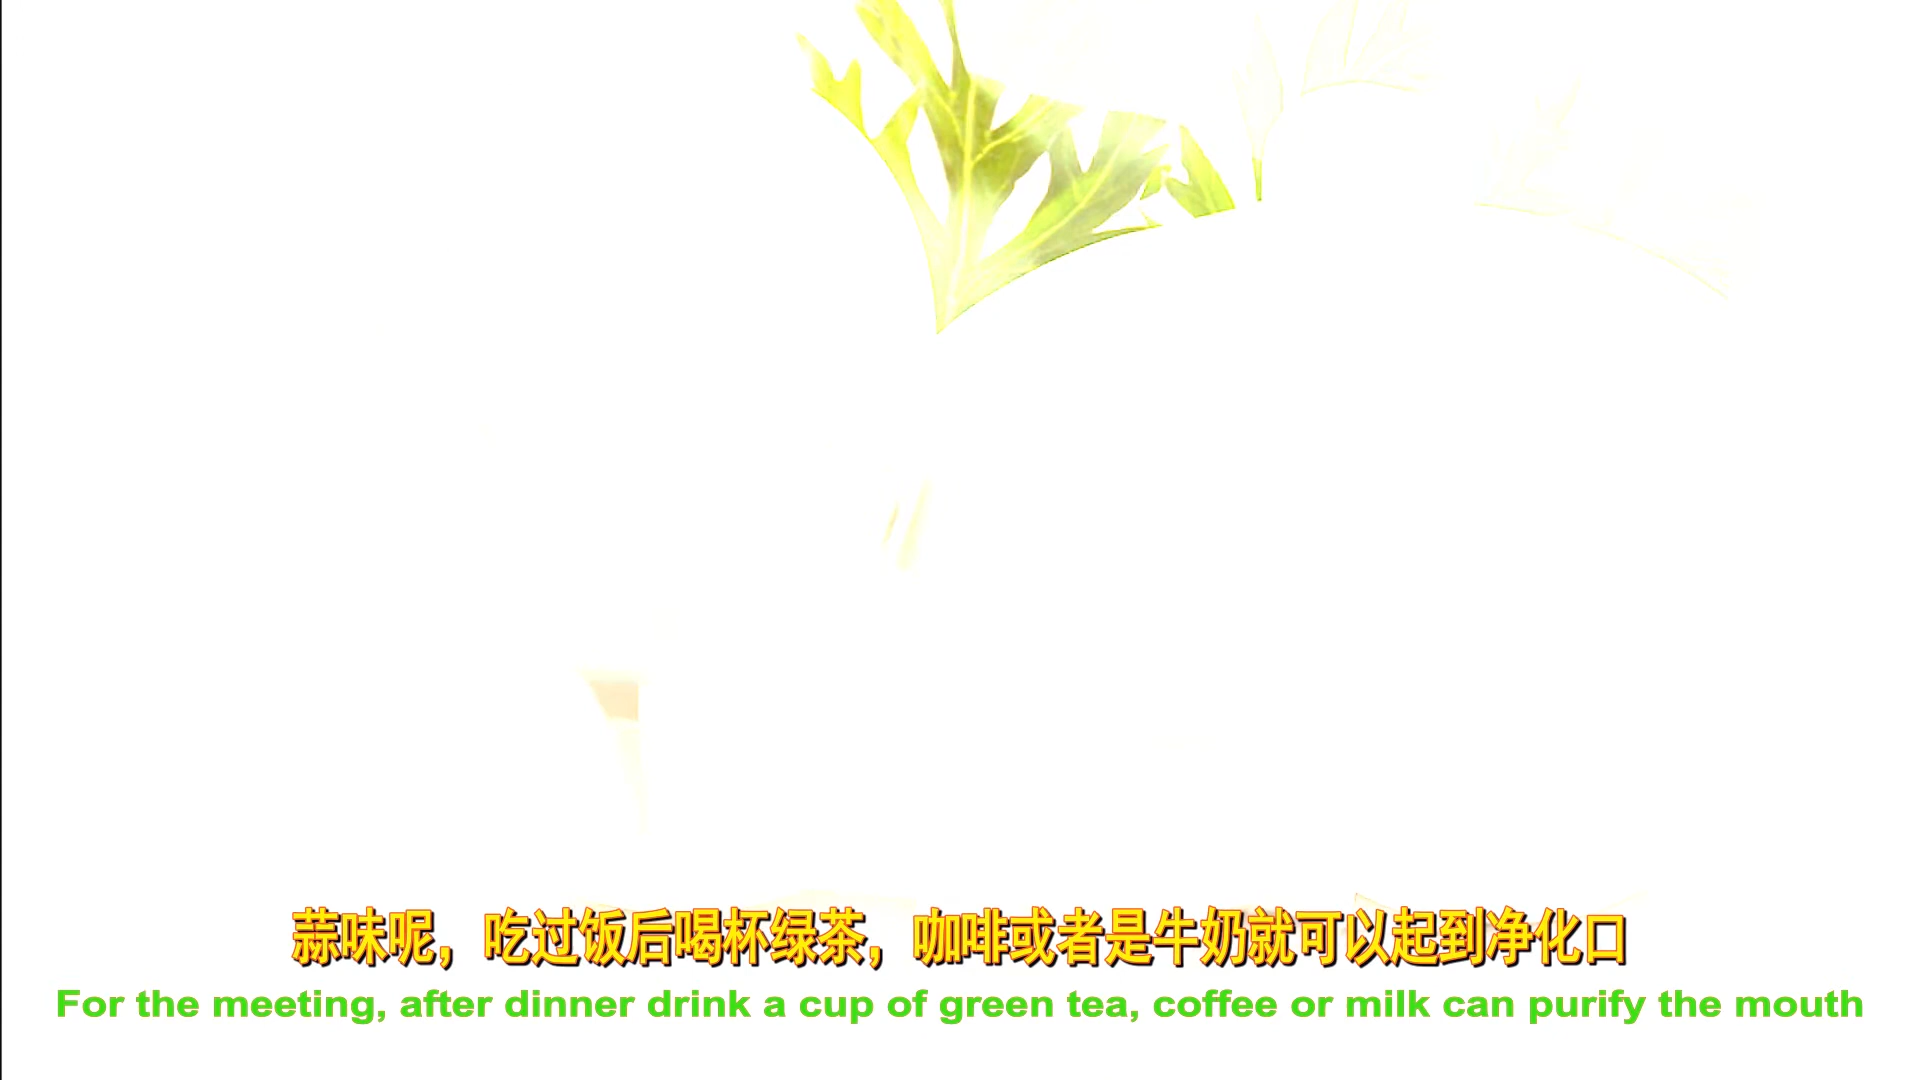 蒜味呢，吃过饭后喝杯绿茶，咖啡或者是牛奶就可以起到净化口
For the meeting, after dinner drink a cup of green tea, coffee or milk can purify the mouth